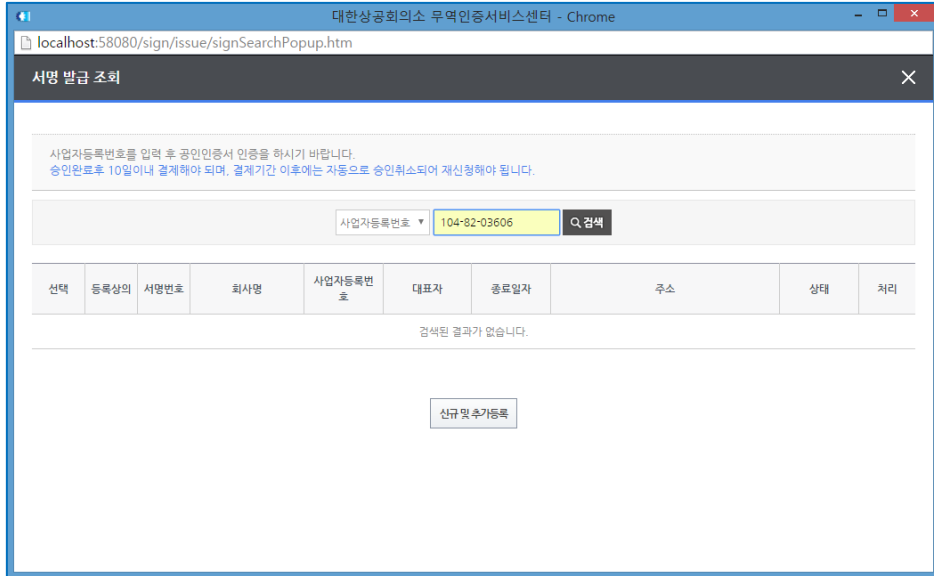 대한상공회의소 무역인증서비스센터 - Chrome
localhost:58080/sign/issue/signSearchPopup.htm
서명 발급 조회
사업자등록번호를 입력 후 공인인증서 인증을 하시기 바랍니다.
승인완료후 10일이내 결제해야 되며, 결제기간 이후에는 자동으로 승인취소되어 재신청해야 됩니다.
사업자등록번호 ▼ 104-82-03606 검색
선택 등록상의 서명번호 회사명 사업자등록번호 대표자 종료일자 주소 상태 처리
검색된 결과가 없습니다.
신규 및 추가등록